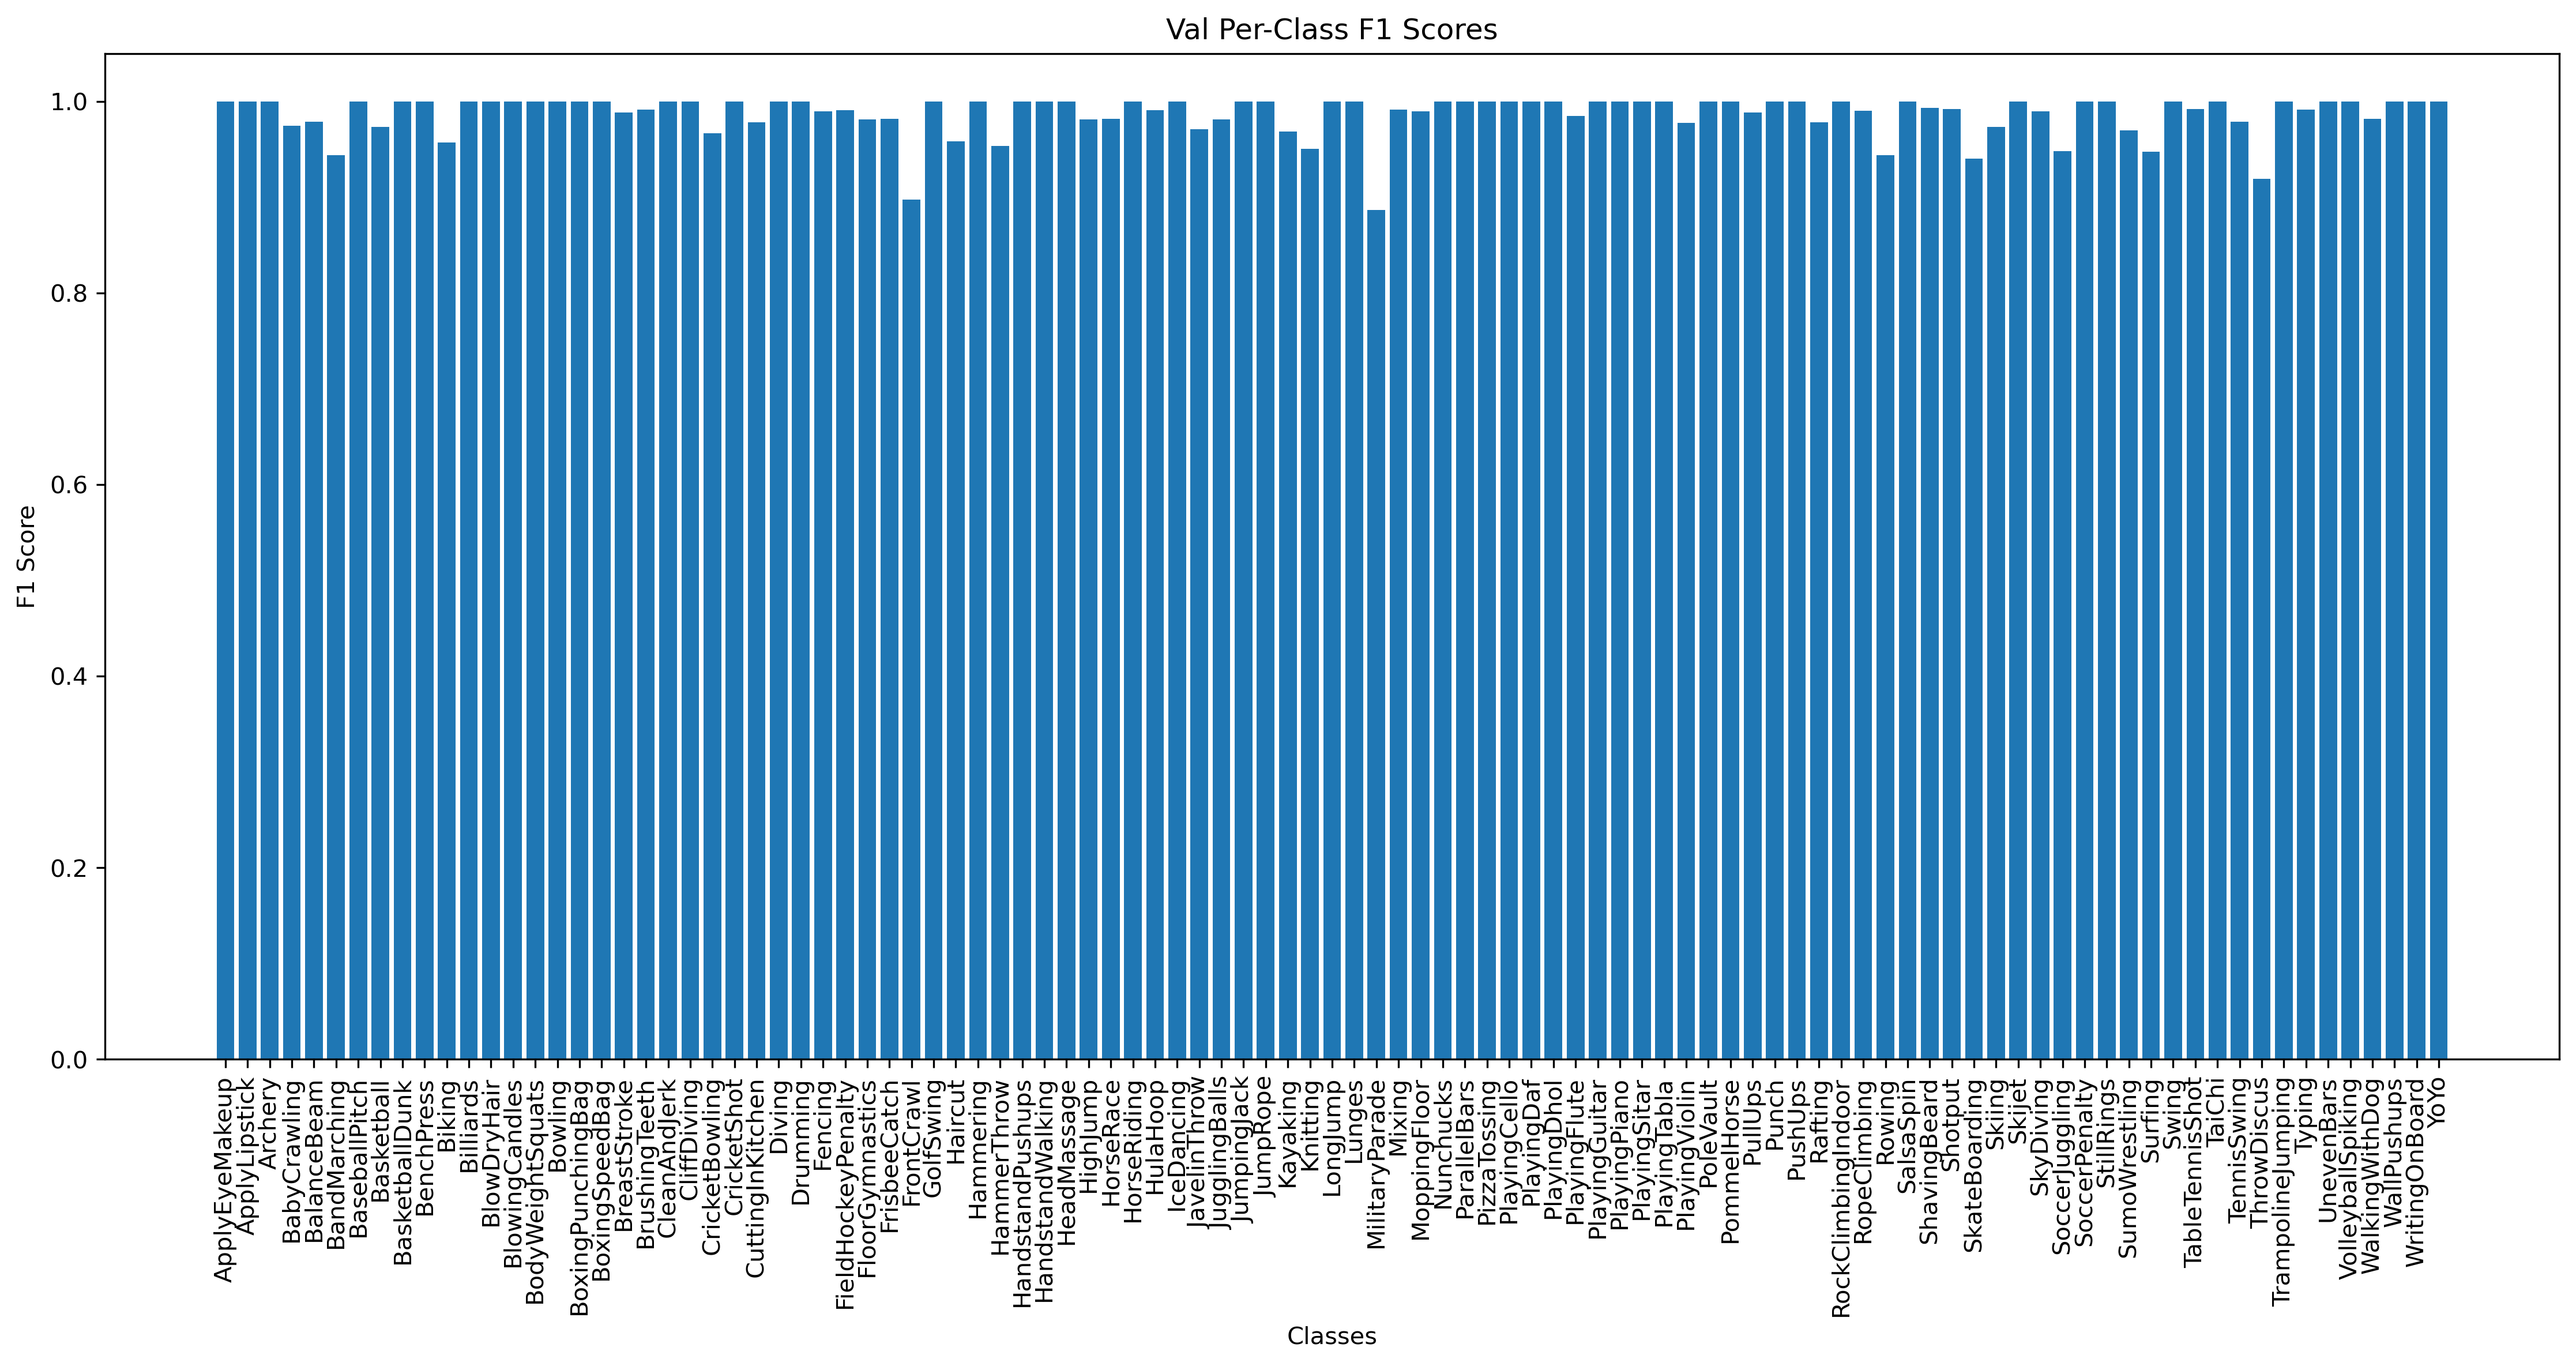 Val Per-Class F1 Scores
1.0
0.8
0.6
0.4
0.2
0.0
F1 Score
ApplyEyeMakeup
ApplyLipstick
Archery
BabyCrawling
BalanceBeam
BandMarching
BaseballPitch
Basketball
BasketballDunk
BenchPress
Biking
Billiards
BlowDryHair
BlowingCandles
BodyWeightSquats
Bowling
BoxingPunchingBag
BoxingSpeedBag
BreastStroke
BrushingTeeth
CleanAndJerk
CliffDiving
CricketBowling
CricketShot
CuttingInKitchen
Diving
Drumming
Fencing
FieldHockeyPenalty
FloorGymnastics
FrisbeeCatch
FrontCrawl
GolfSwing
Haircut
Hammering
HammerThrow
HandstandPushups
HandstandWalking
HeadMassage
HighJump
HorseRace
HorseRiding
HulaHoop
IceDancing
JavelinThrow
JugglingBalls
JumpingJack
JumpRope
Kayaking
Knitting
LongJump
Lunges
MilitaryParade
Mixing
MoppingFloor
Nunchucks
ParallelBars
PizzaTossing
PlayingCello
PlayingDaf
PlayingDhol
PlayingFlute
PlayingGuitar
PlayingPiano
PlayingSitar
PlayingTabla
PlayingViolin
PoleVault
PommelHorse
PullUps
Punch
PushUps
Rafting
RockClimbingIndoor
RopeClimbing
Rowing
SalsaSpin
ShavingBeard
Shotput
SkateBoarding
Skiing
Skijet
SkyDiving
SoccerJuggling
SoccerPenalty
StillRings
SumoWrestling
Surfing
Swing
TableTennisShot
TaiChi
TennisSwing
ThrowDiscus
TrampolineJumping
Typing
UnevenBars
VolleyballSpiking
WalkingWithDog
WallPushups
WritingOnBoard
YoYo
Classes